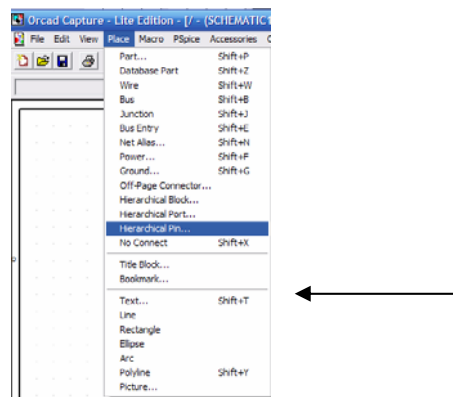 Orcad Capture - Lite Edition - [/ - (SCHEMATIC1
File Edit View Place Macro PSpice Accessories
Part... Shift+P
Database Part Shift+Z
Wire Shift+W
Bus Shift+B
Junction Shift+J
Bus Entry Shift+E
Net Alias... Shift+N
Power... Shift+F
Ground... Shift+G
Off-Page Connector...
Hierarchical Block...
Hierarchical Port...
Hierarchical Pin...
No Connect Shift+X
Title Block...
Bookmark...
Text... Shift+T
Line
Rectangle
Ellipse
Arc
Polyline Shift+Y
Picture...